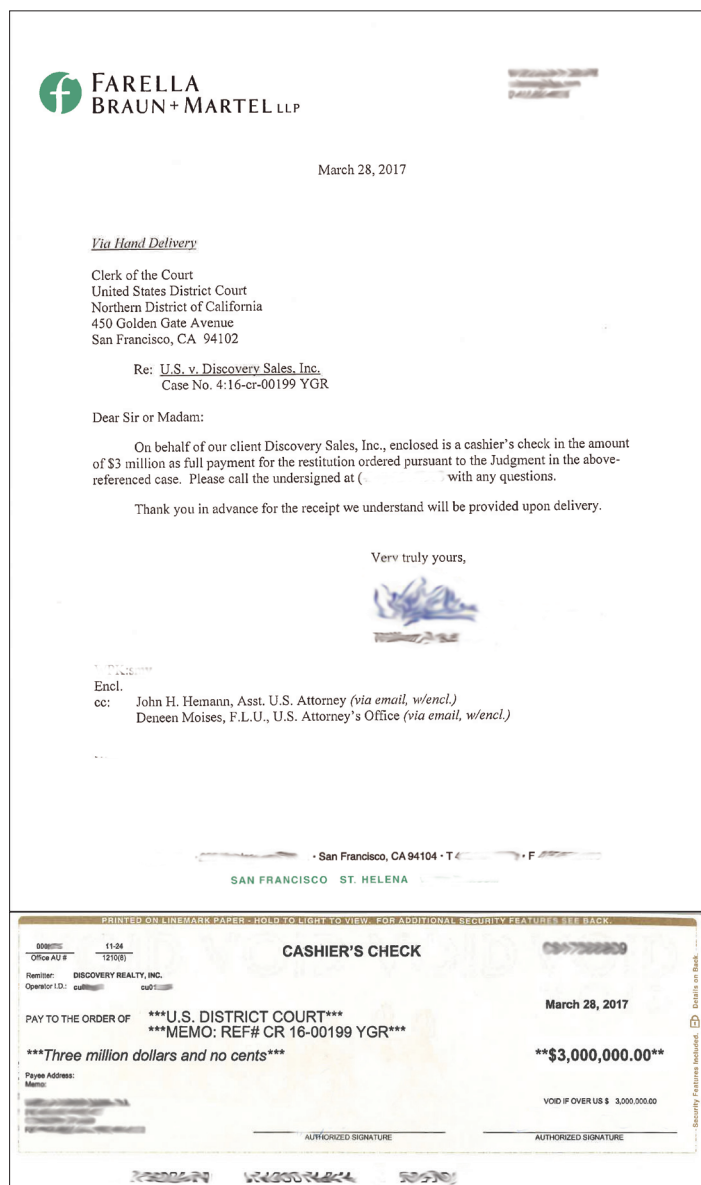 f FARELLA
BRAUN + MARTEL LLP
March 28, 2017
Via Hand Delivery
Clerk of the Court
United States District Court
Northern District of California
450 Golden Gate Avenue
San Francisco, CA 94102
Re: U.S. v. Discovery Sales, Inc.
Case No. 4:16-cr-00199 YGR
Dear Sir or Madam:
On behalf of our client Discovery Sales, Inc., enclosed is a cashier's check in the amount
of $3 million as full payment for the restitution ordered pursuant to the Judgment in the above-
referenced case. Please call the undersigned at ( with any questions.
Thank you in advance for the receipt we understand will be provided upon delivery.
Very truly yours,
Encl.
cc: John H. Hemann, Asst. U.S. Attorney (via email, w/encl.)
Deneen Moises, F.L.U., U.S. Attorney's Office (via email, w/encl.)
· San Francisco, CA 94104 · T · F
SAN FRANCISCO ST. HELENA
PRINTED ON LINEMARK PAPER - HOLD TO LIGHT TO VIEW. FOR ADDITIONAL SECURITY FEATURES SEE BACK.
11-24
Office AU # 1210(8)
CASHIER'S CHECK
Remitter: DISCOVERY REALTY, INC.
Operator I.D.:
March 28, 2017
PAY TO THE ORDER OF ***U.S. DISTRICT COURT***
***MEMO: REF# CR 16-00199 YGR***
***Three million dollars and no cents*** **$3,000,000.00**
Payee Address:
Memo:
VOID IF OVER US $ 3,000,000.00
AUTHORIZED SIGNATURE AUTHORIZED SIGNATURE
Security Features Included. Details on Back.